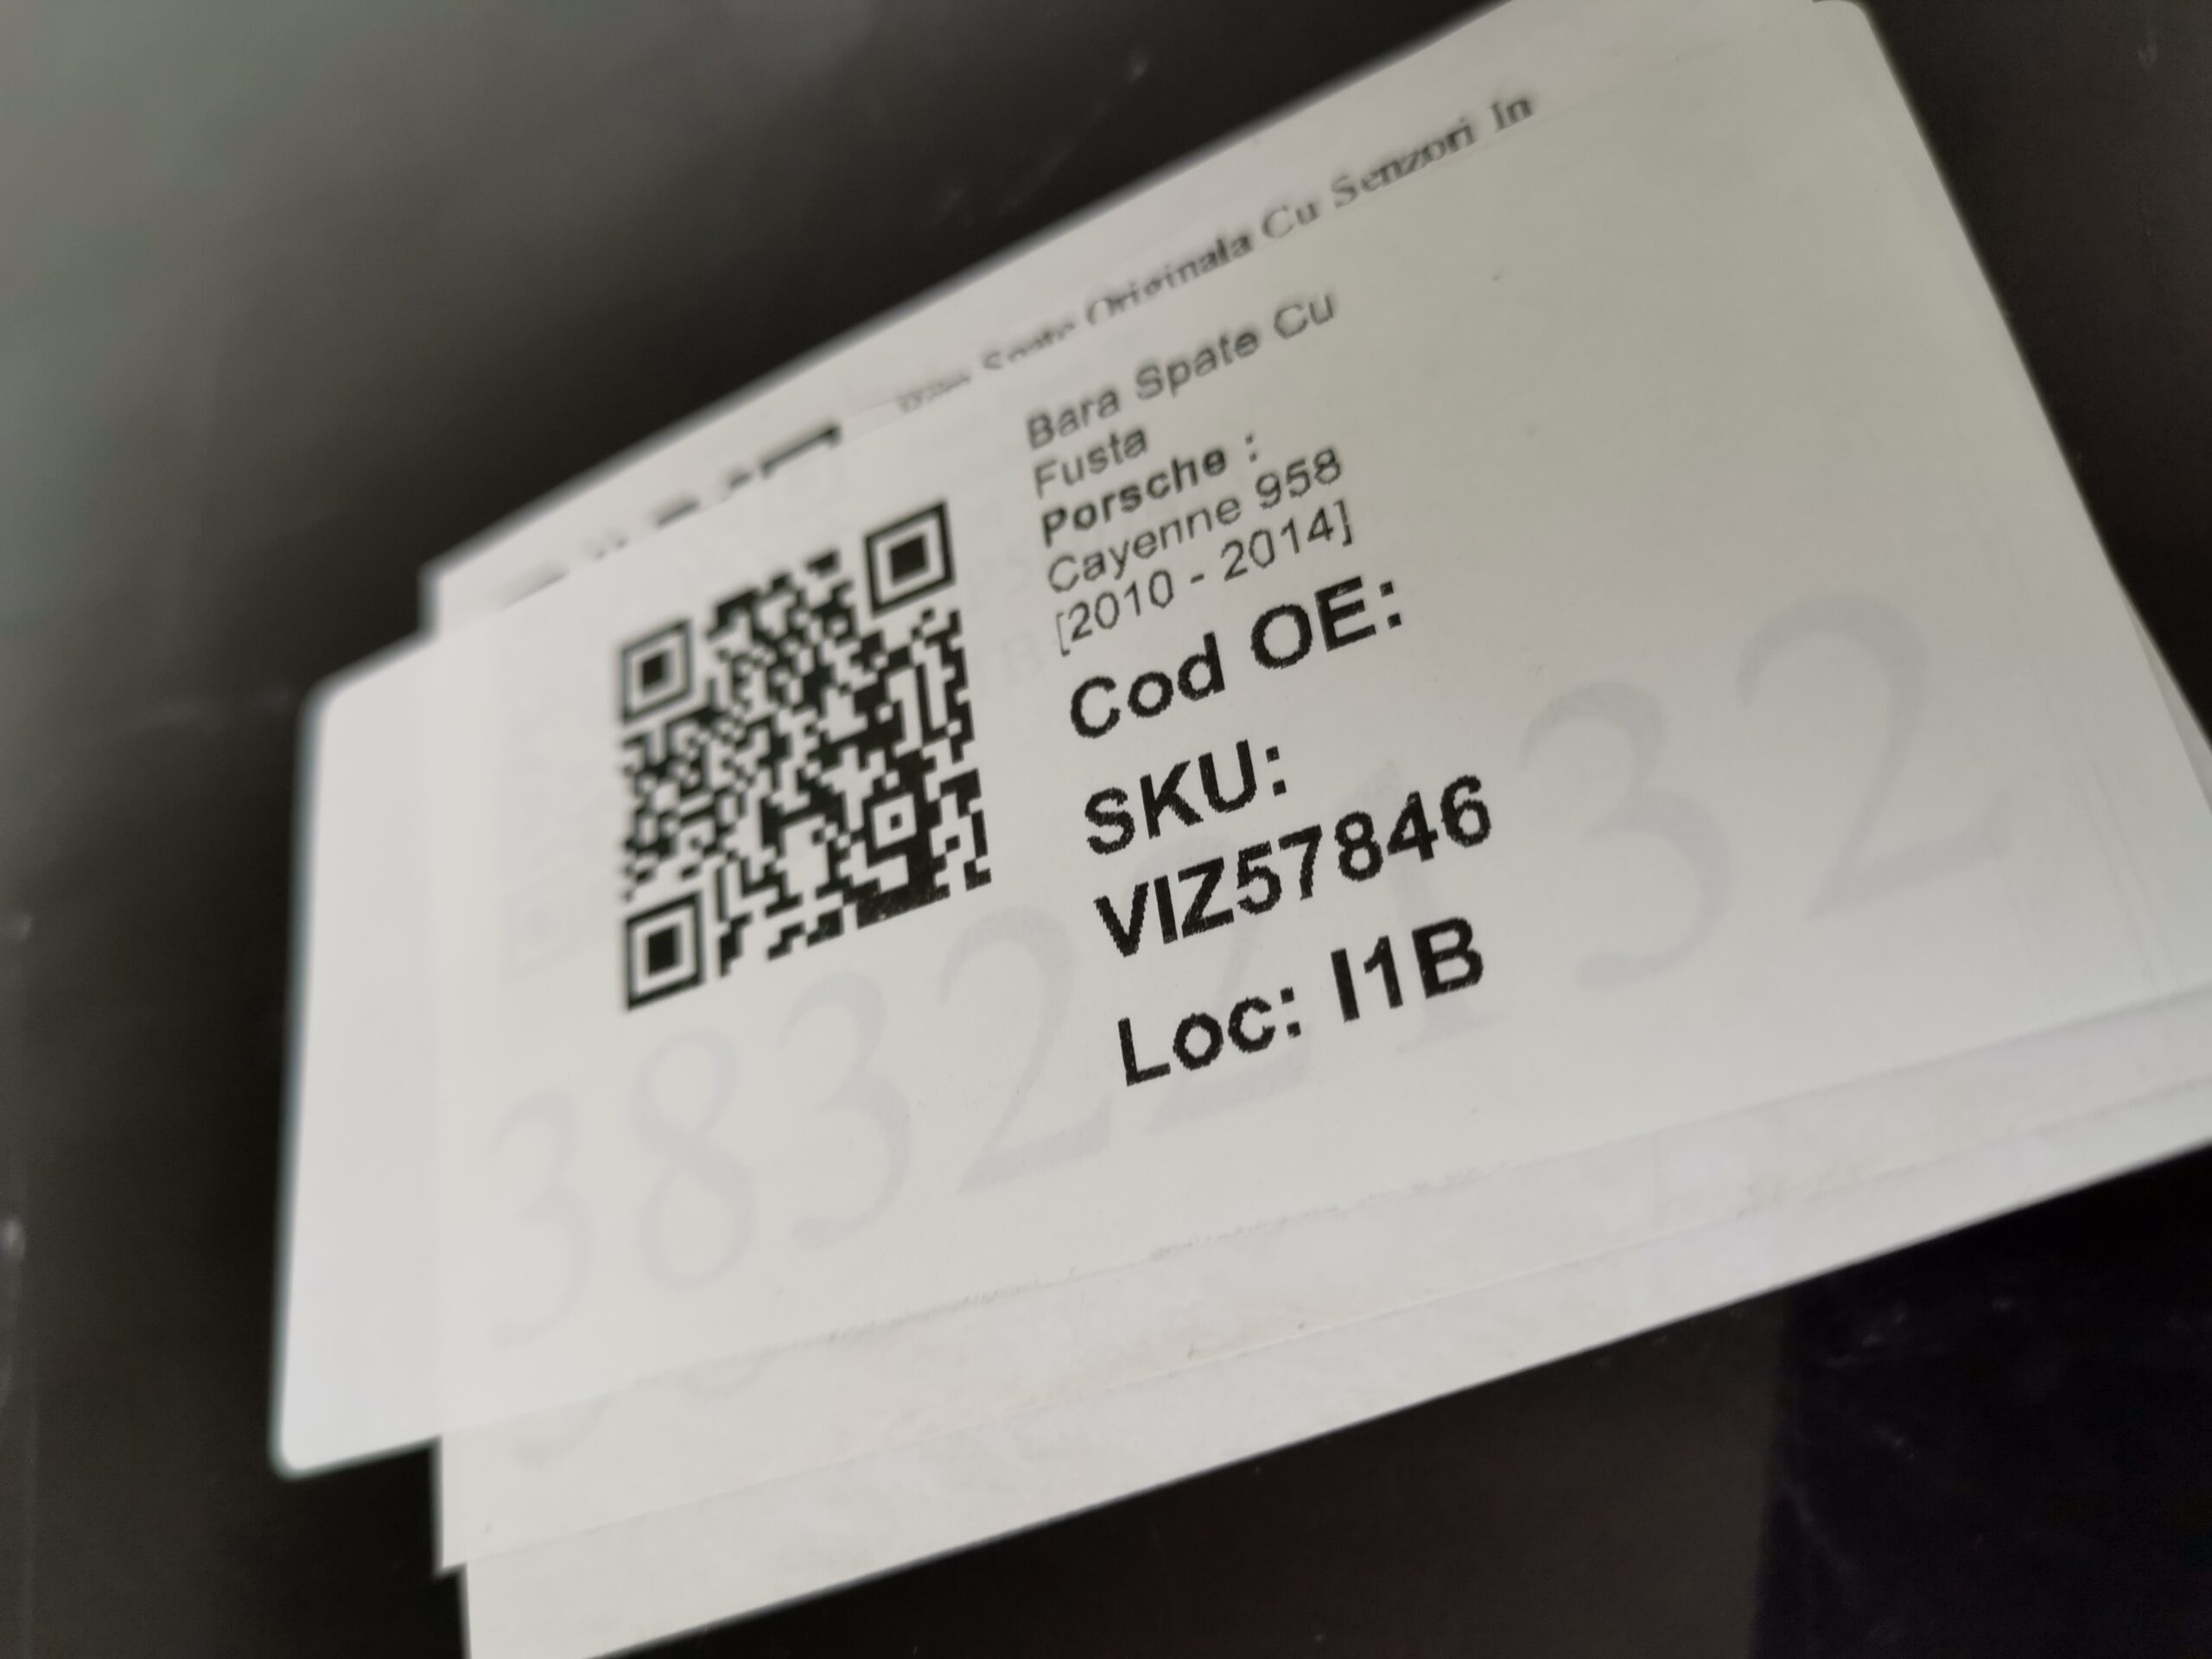 Spate Originala Cu Senzori In
Bara Spate Cu
Fusta
Porsche :
Cayenne 958
[2010 - 2014]
Cod OE:
SKU:
VIZ57846
Loc: I1B
38322132